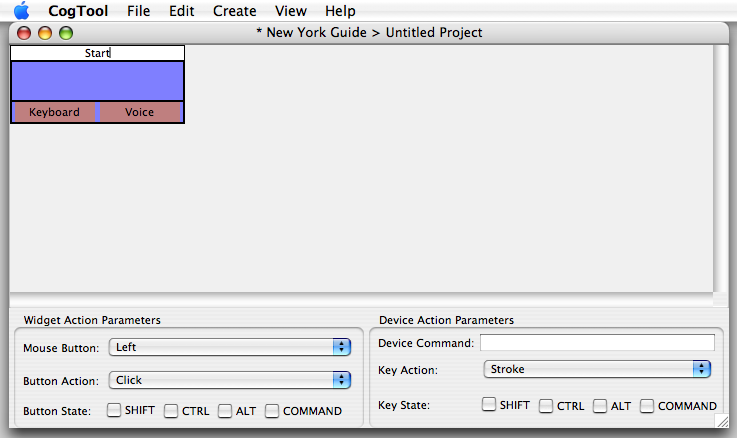 CogTool File Edit Create View Help
* New York Guide > Untitled Project
Start
Keyboard Voice
Widget Action Parameters
Mouse Button: Left
Button Action: Click
Button State: SHIFT CTRL ALT COMMAND
Device Action Parameters
Device Command:
Key Action: Stroke
Key State: SHIFT CTRL ALT COMMAND